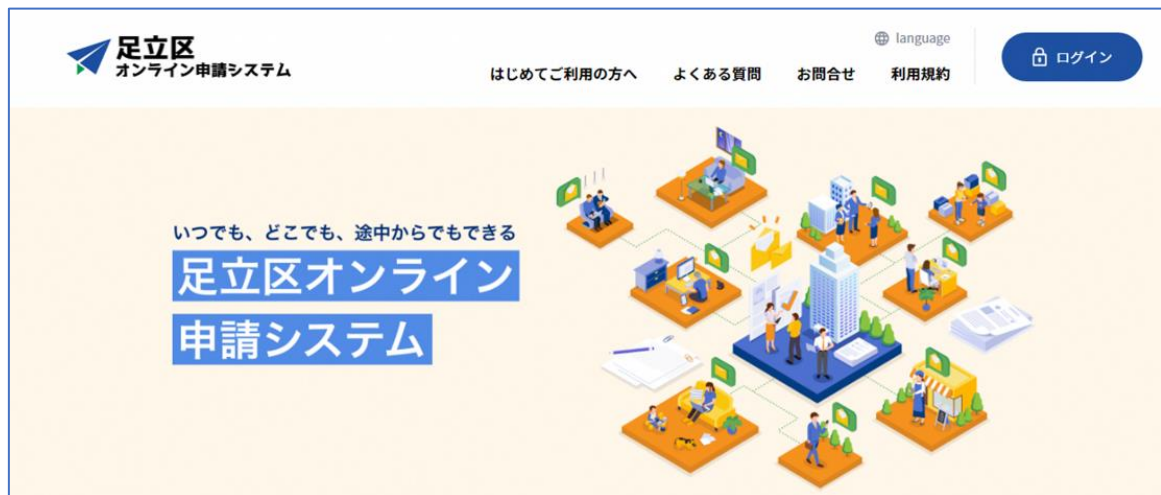 足立区
オンライン申請システム
language
はじめてご利用の方へ
よくある質問
お問合せ
利用規約
ログイン
いつでも、どこでも、途中からでもできる
足立区オンライン
申請システム